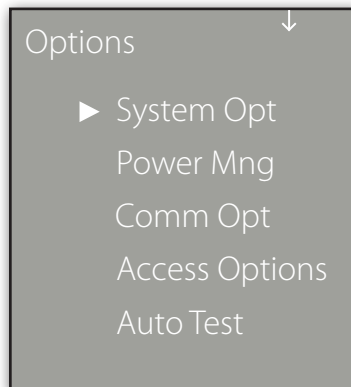 Options
System Opt
Power Mng
Comm Opt
Access Options
Auto Test